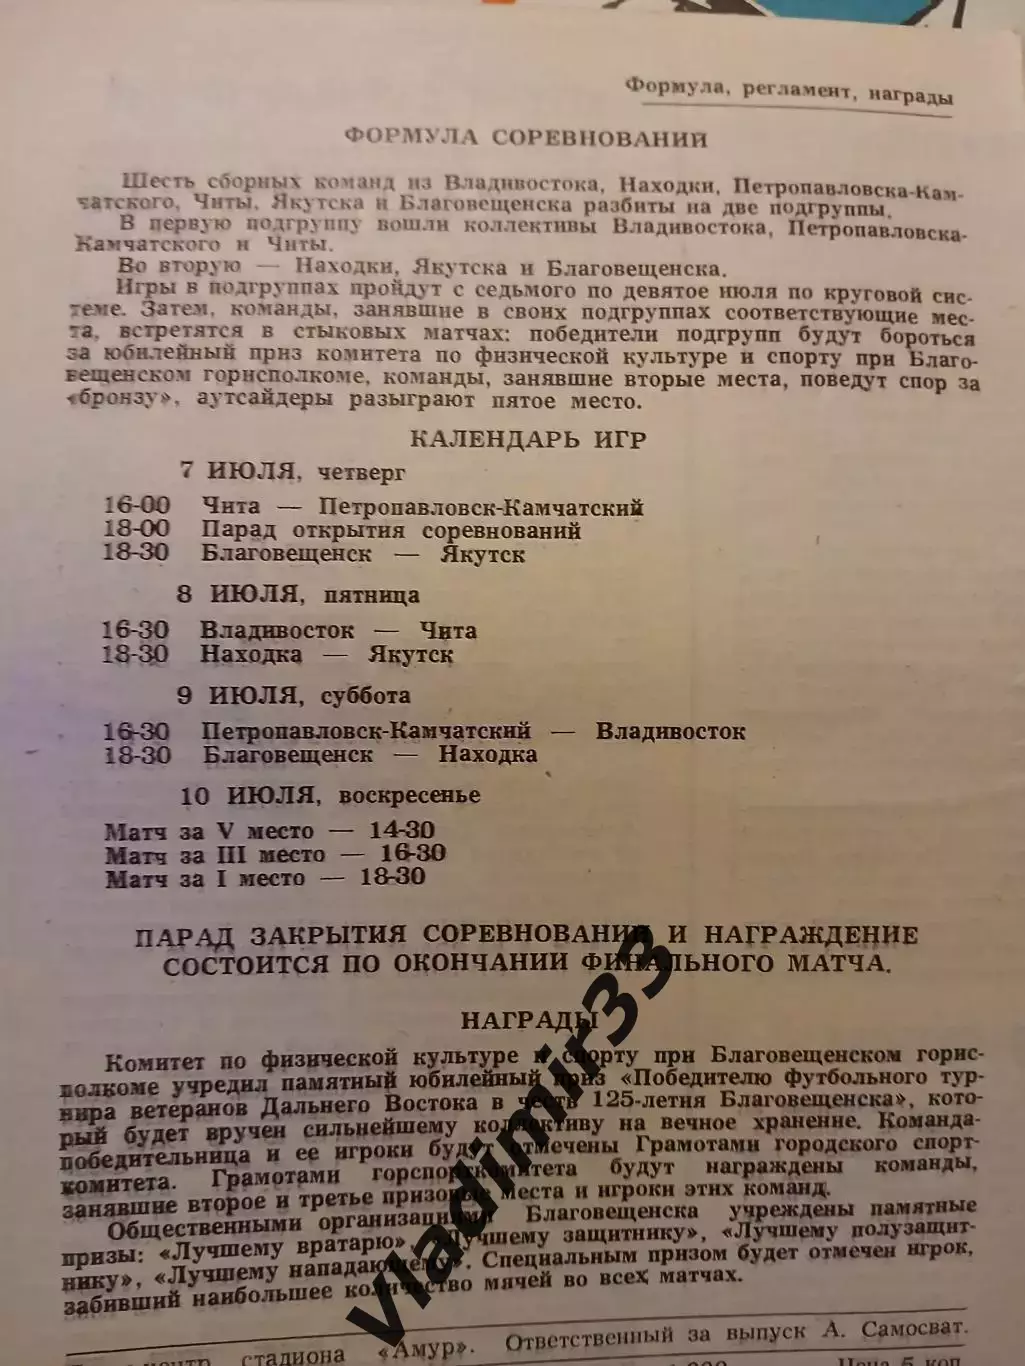 Формула, регламент, награды
ФОРМУЛА СОРЕВНОВАНИЙ
Шесть сборных команд из Владивостока, Находки, Петропавловска-Кам-
чатского, Читы, Якутска и Благовещенска разбиты на две подгруппы.
В первую подгруппу вошли коллективы Владивостока, Петропавловска-
Камчатского и Читы.
Во вторую — Находки, Якутска и Благовещенска.
Игры в подгруппах пройдут с седьмого по девятое июля по круговой сис-
теме. Затем, команды, занявшие в своих подгруппах соответствующие мес-
та, встретятся в стыковых матчах: победители подгрупп будут бороться
за юбилейный приз комитета по физической культуре и спорту при Благо-
вещенском горисполкоме, команды, занявшие вторые места, поведут спор за
«бронзу», аутсайдеры разыграют пятое место.
КАЛЕНДАРЬ ИГР
7 ИЮЛЯ, четверг
16-00 Чита — Петропавловск-Камчатский
18-00 Парад открытия соревнований
18-30 Благовещенск — Якутск
8 ИЮЛЯ, пятница
16-30 Владивосток — Чита
18-30 Находка — Якутск
9 ИЮЛЯ, суббота
16-30 Петропавловск-Камчатский — Владивосток
18-30 Благовещенск — Находка
10 ИЮЛЯ, воскресенье
Матч за V место — 14-30
Матч за III место — 16-30
Матч за I место — 18-30
ПАРАД ЗАКРЫТИЯ СОРЕВНОВАНИЙ И НАГРАЖДЕНИЕ
СОСТОИТСЯ ПО ОКОНЧАНИИ ФИНАЛЬНОГО МАТЧА.
НАГРАДЫ
Комитет по физической культуре и спорту при Благовещенском горис-
полкоме учредил памятный юбилейный приз «Победителю футбольного тур-
нира ветеранов Дальнего Востока в честь 125-летия Благовещенска», кото-
рый будет вручен сильнейшему коллективу на вечное хранение. Команда-
победительница и ее игроки будут отмечены Грамотами городского спорт-
комитета. Грамотами горспорткомитета будут награждены команды,
занявшие второе и третье призовые места и игроки этих команд.
Общественными организациями Благовещенска учреждены памятные
призы: «Лучшему вратарю», «Лучшему защитнику», «Лучшему полузащит-
нику», «Лучшему нападающему». Специальным призом будет отмечен игрок,
забивший наибольшее количество мячей во всех матчах.
стадиона «Амур». Ответственный за выпуск А. Самосват.
Цена 5 коп
Vladimir33